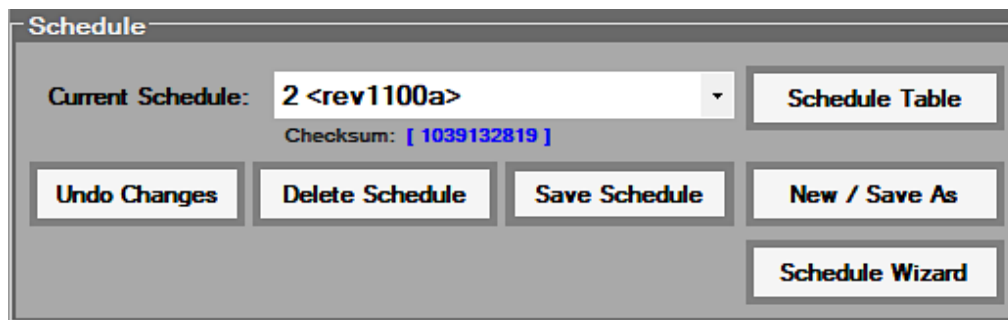 Schedule
Current Schedule: 2 <rev1100a> Schedule Table
Checksum: [ 1039132819 ]
Undo Changes Delete Schedule Save Schedule New / Save As
Schedule Wizard